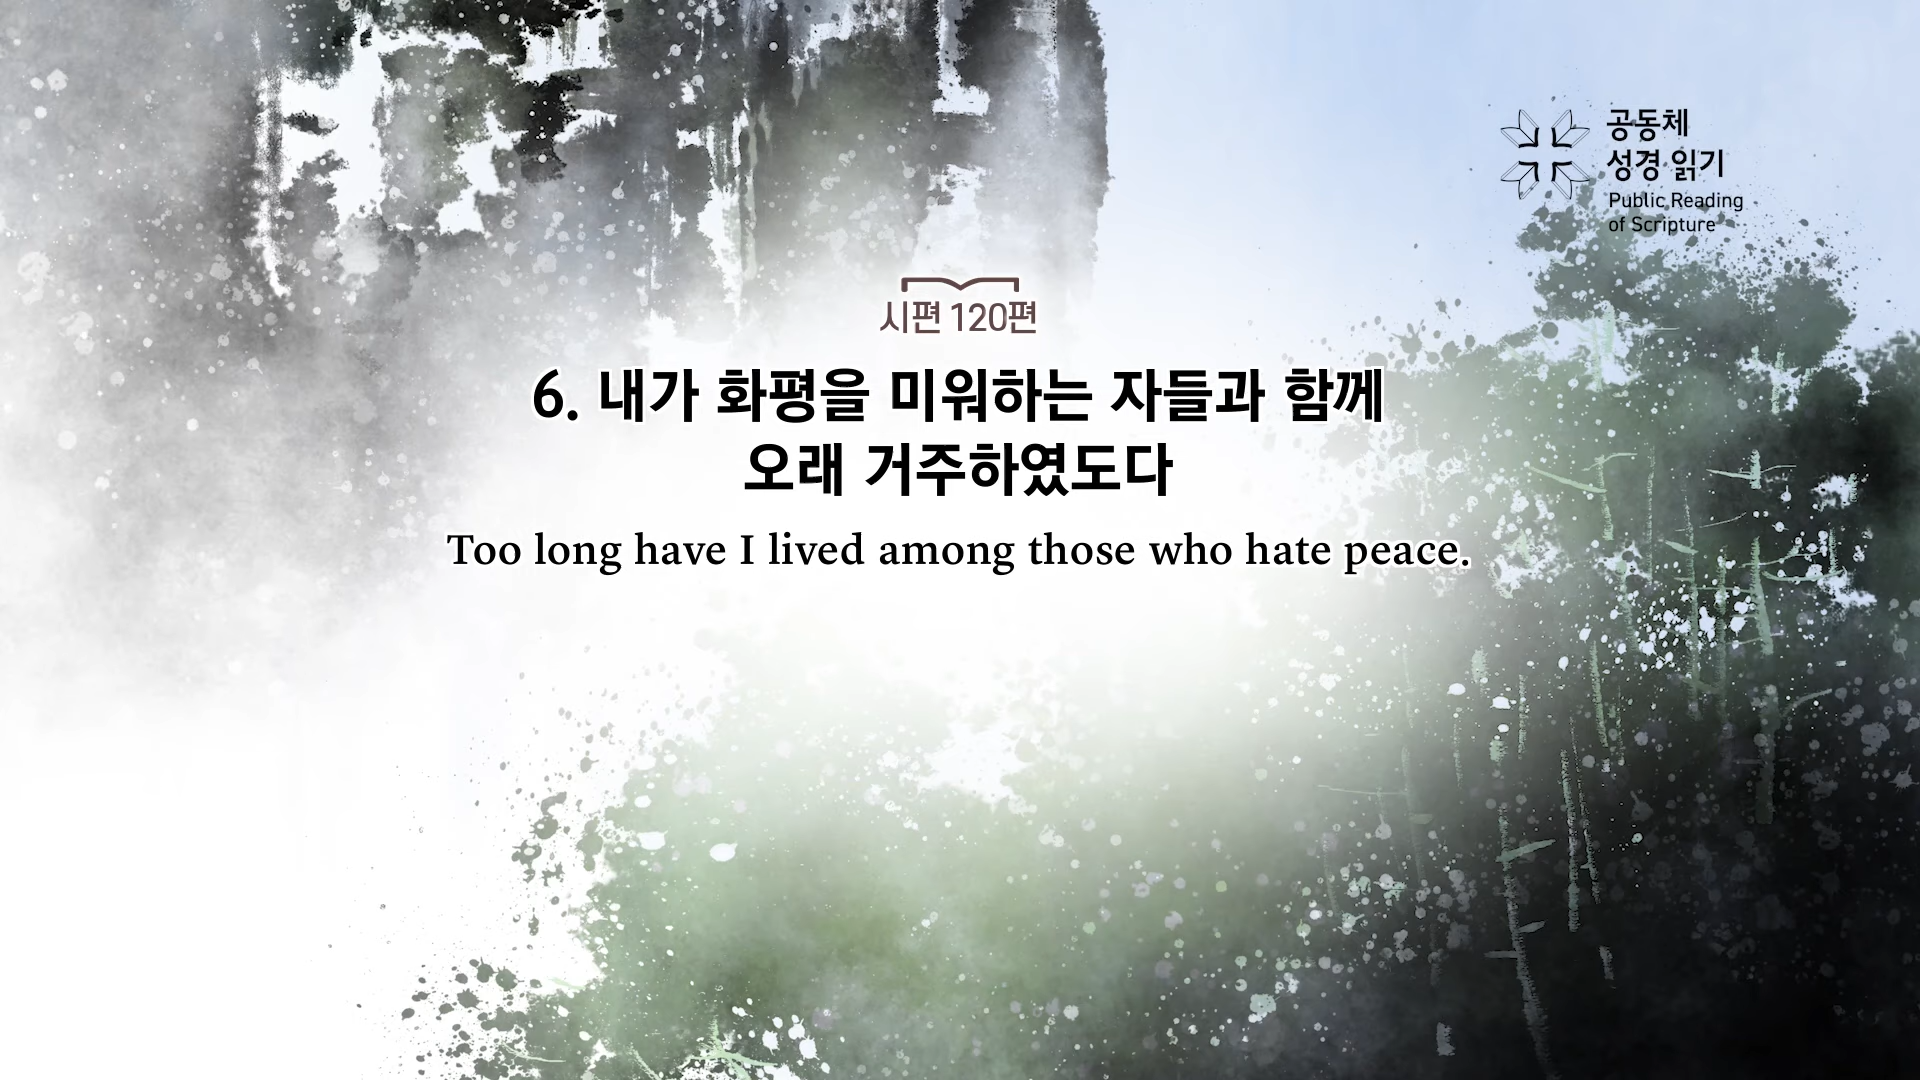 공동체
성경 읽기
Public Reading
of Scripture
시편 120편
6. 내가 화평을 미워하는 자들과 함께
오래 거주하였도다
Too long have I lived among those who hate peace.